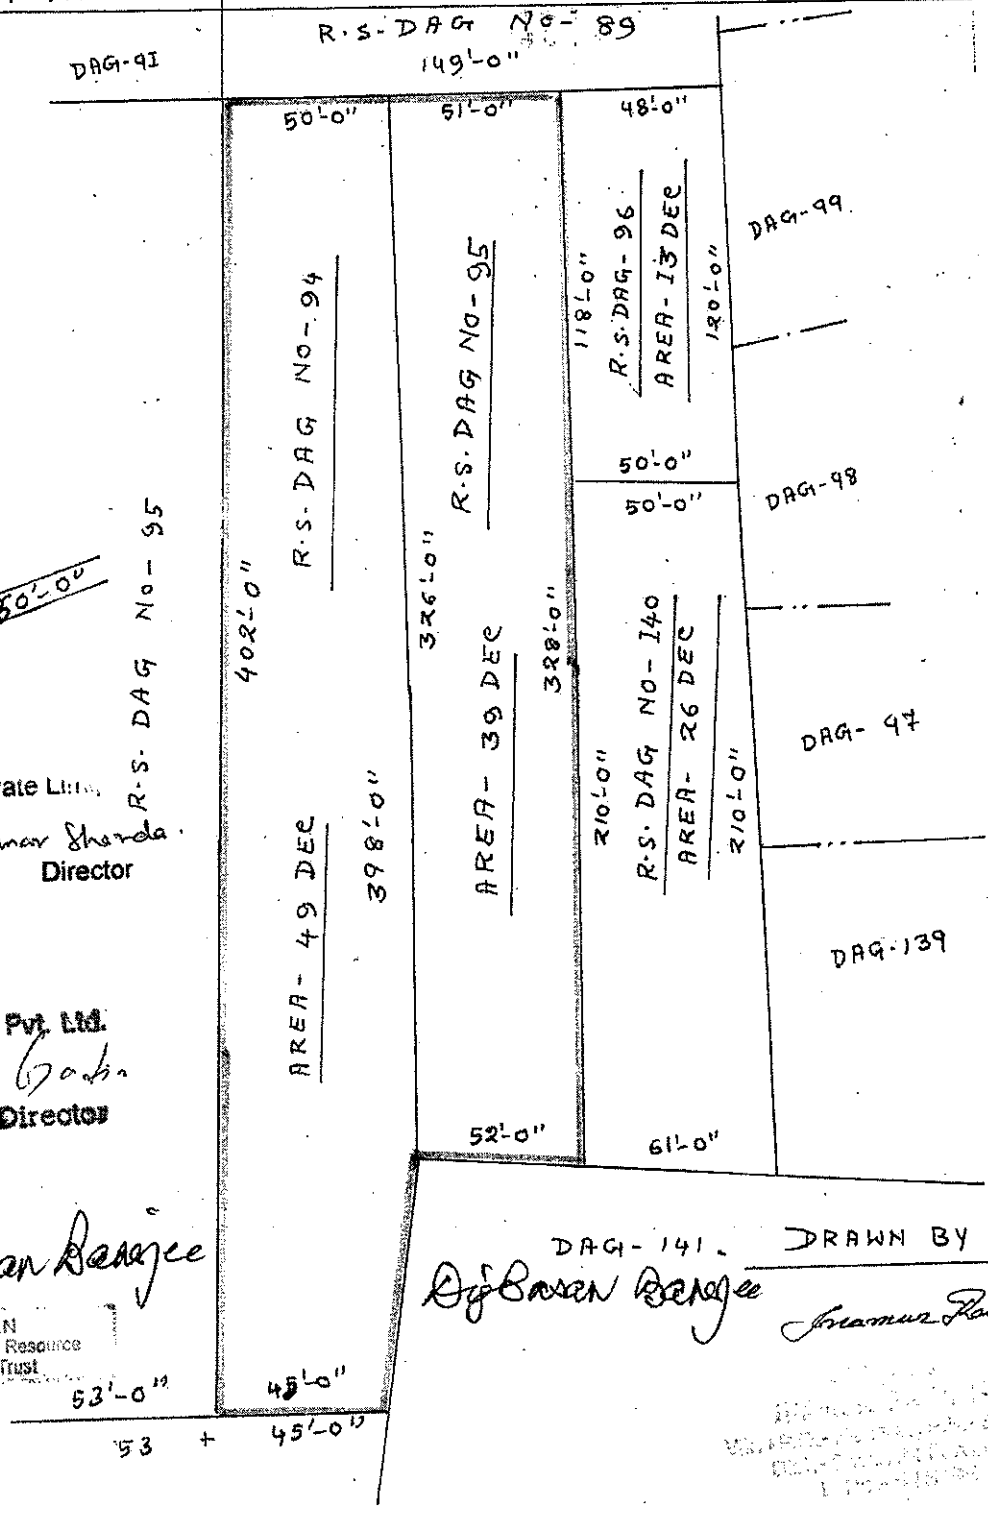 R.S. DAG No- 89
DAG-91
149'-0"
50'-0"
51'-0"
48'-0"
R.S. DAG NO-94
AREA- 49 DEC
402'-0"
398'-0"
R.S. DAG NO-95
AREA- 39 DEC
326'-0"
328'-0"
118'-0"
R.S. DAG- 96
AREA- 13 DEC
120'-0"
50'-0"
50'-0"
210'-0"
R.S. DAG NO- 140
AREA- 26 DEC
210'-0"
DAG-99
DAG-98
DAG- 97
DAG-139
R.S. DAG No- 95
50'-0"
Director
Pvt. Ltd.
Director
52'-0"
61'-0"
Banerjee
Resource
Trust
DAG- 141.
DRAWN BY
Banerjee
53'-0"
45'-0"
53 + 45'-0"